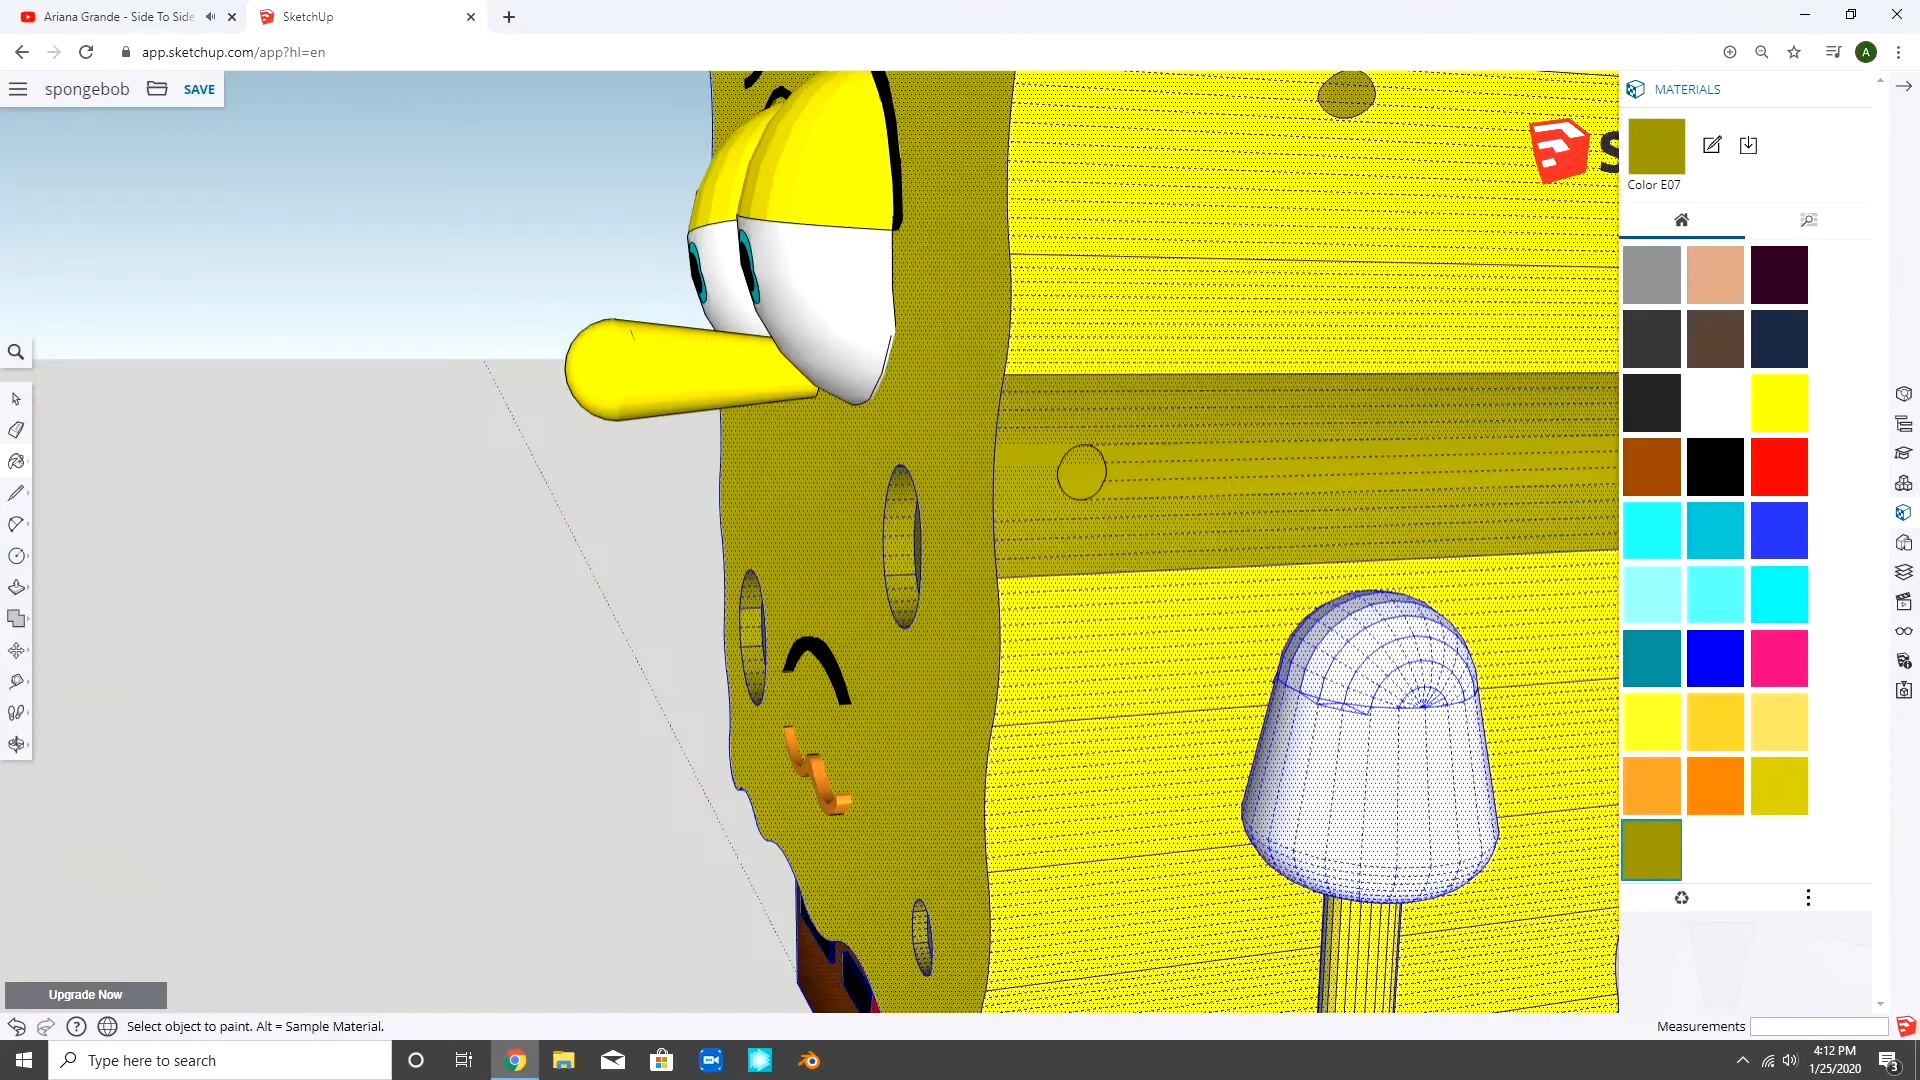 Ariana Grande - Side To Side
SketchUp
app.sketchup.com/app?hl=en
A
spongebob
SAVE
MATERIALS
S
Color E07
Upgrade Now
Select object to paint. Alt = Sample Material.
Measurements
Type here to search
4:12 PM
1/25/2020
3